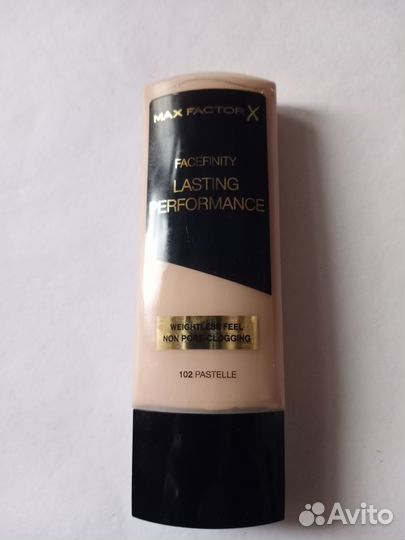 MAX FACTOR X
FACEFINITY
LASTING
PERFORMANCE
WEIGHTLESS FEEL
NON PORE-CLOGGING
102 PASTELLE
Avito